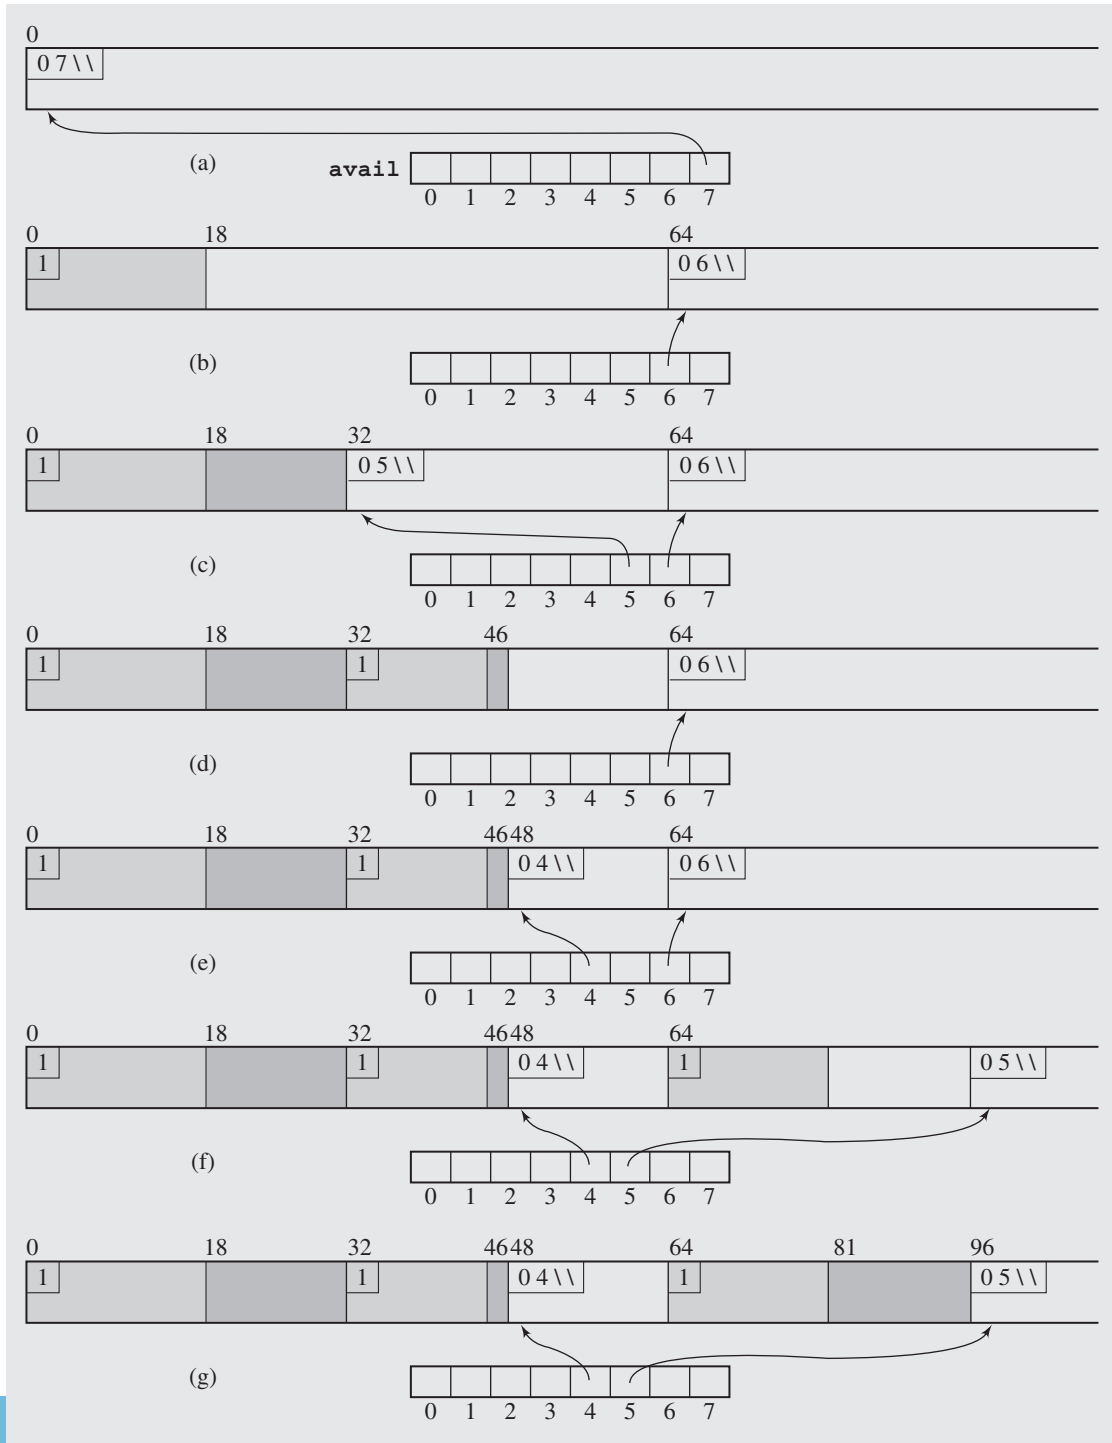 0
0 7 \ \
(a)
avail
0 1 2 3 4 5 6 7
0 18 64
1 0 6 \ \
(b)
0 1 2 3 4 5 6 7
0 18 32 64
1 0 5 \ \ 0 6 \ \
(c)
0 1 2 3 4 5 6 7
0 18 32 46 64
1 1 0 6 \ \
(d)
0 1 2 3 4 5 6 7
0 18 32 46 48 64
1 1 0 4 \ \ 0 6 \ \
(e)
0 1 2 3 4 5 6 7
0 18 32 46 48 64
1 1 0 4 \ \ 1 0 5 \ \
(f)
0 1 2 3 4 5 6 7
0 18 32 46 48 64 81 96
1 1 0 4 \ \ 1 0 5 \ \
(g)
0 1 2 3 4 5 6 7